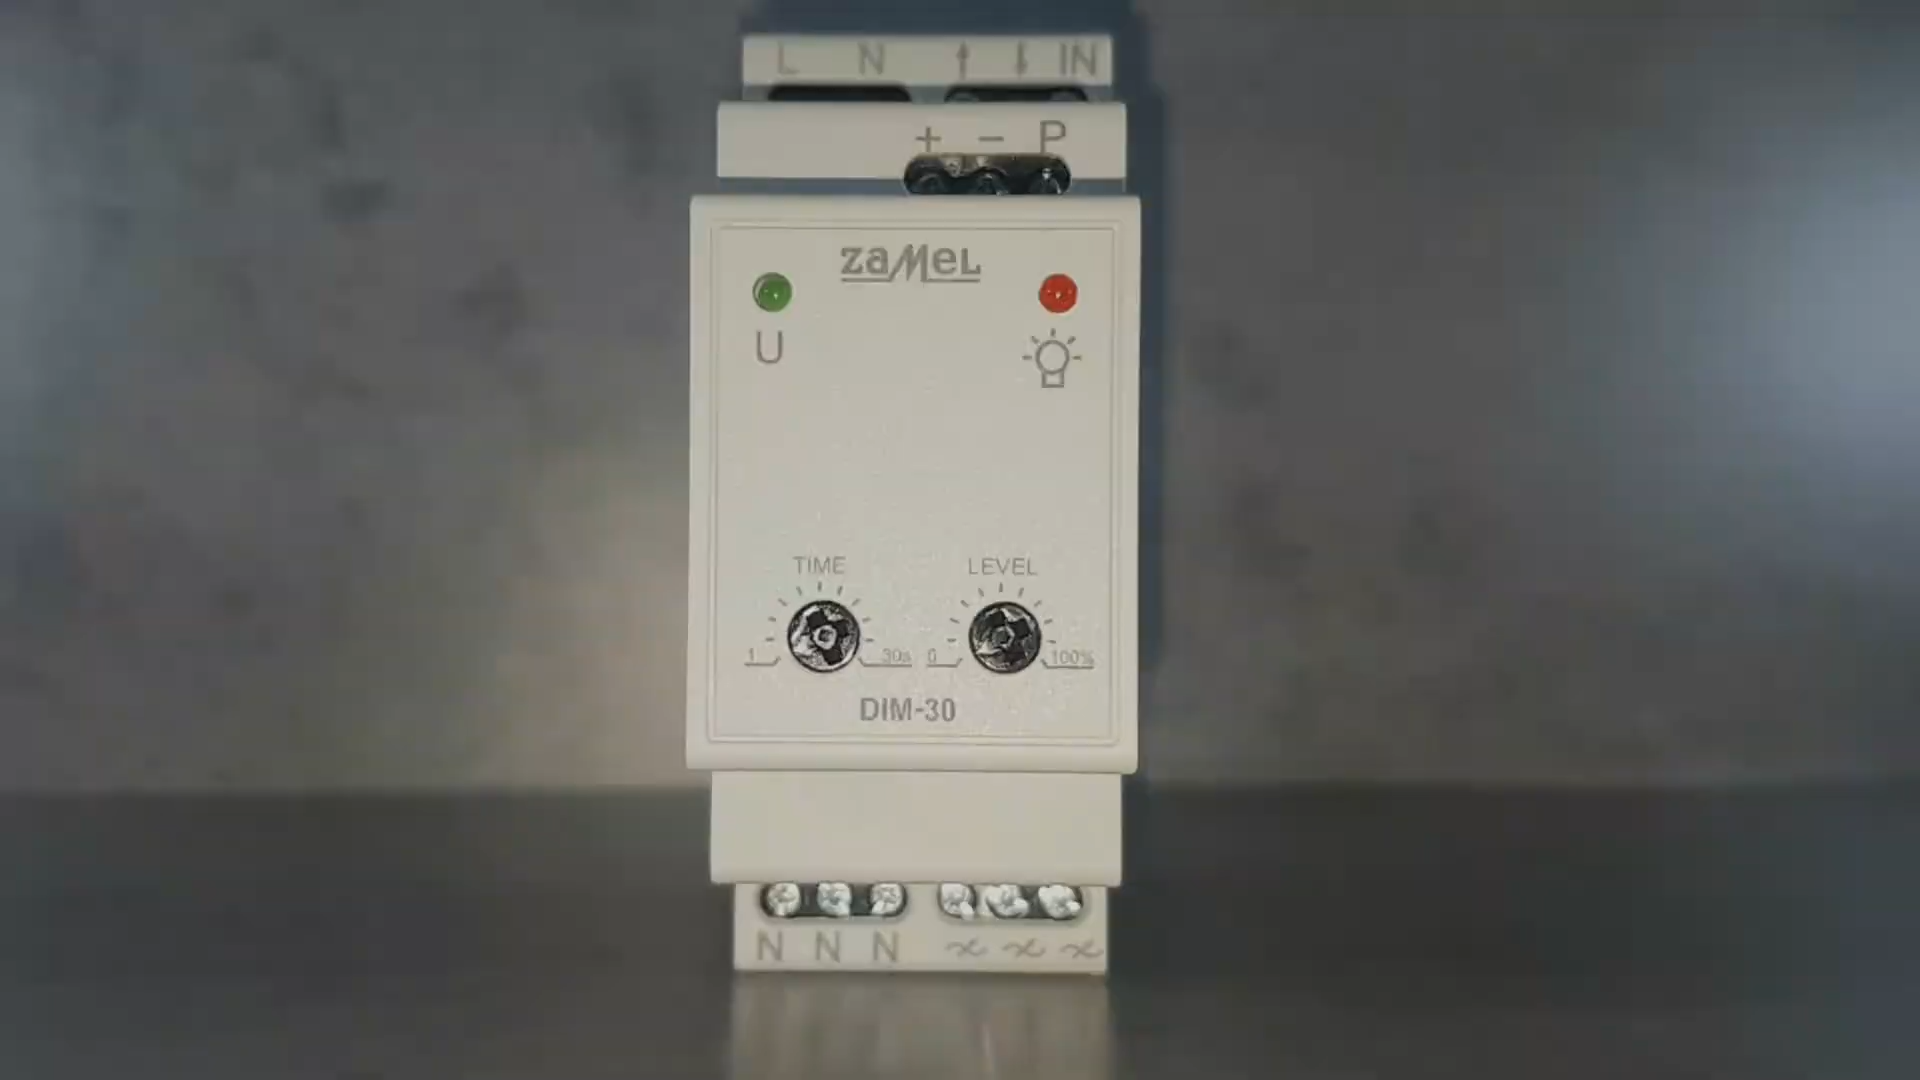 L N ↑ ↓ IN
+ − P
zaMeL
U
TIME LEVEL
1 30s 0 100%
DIM-30
N N N